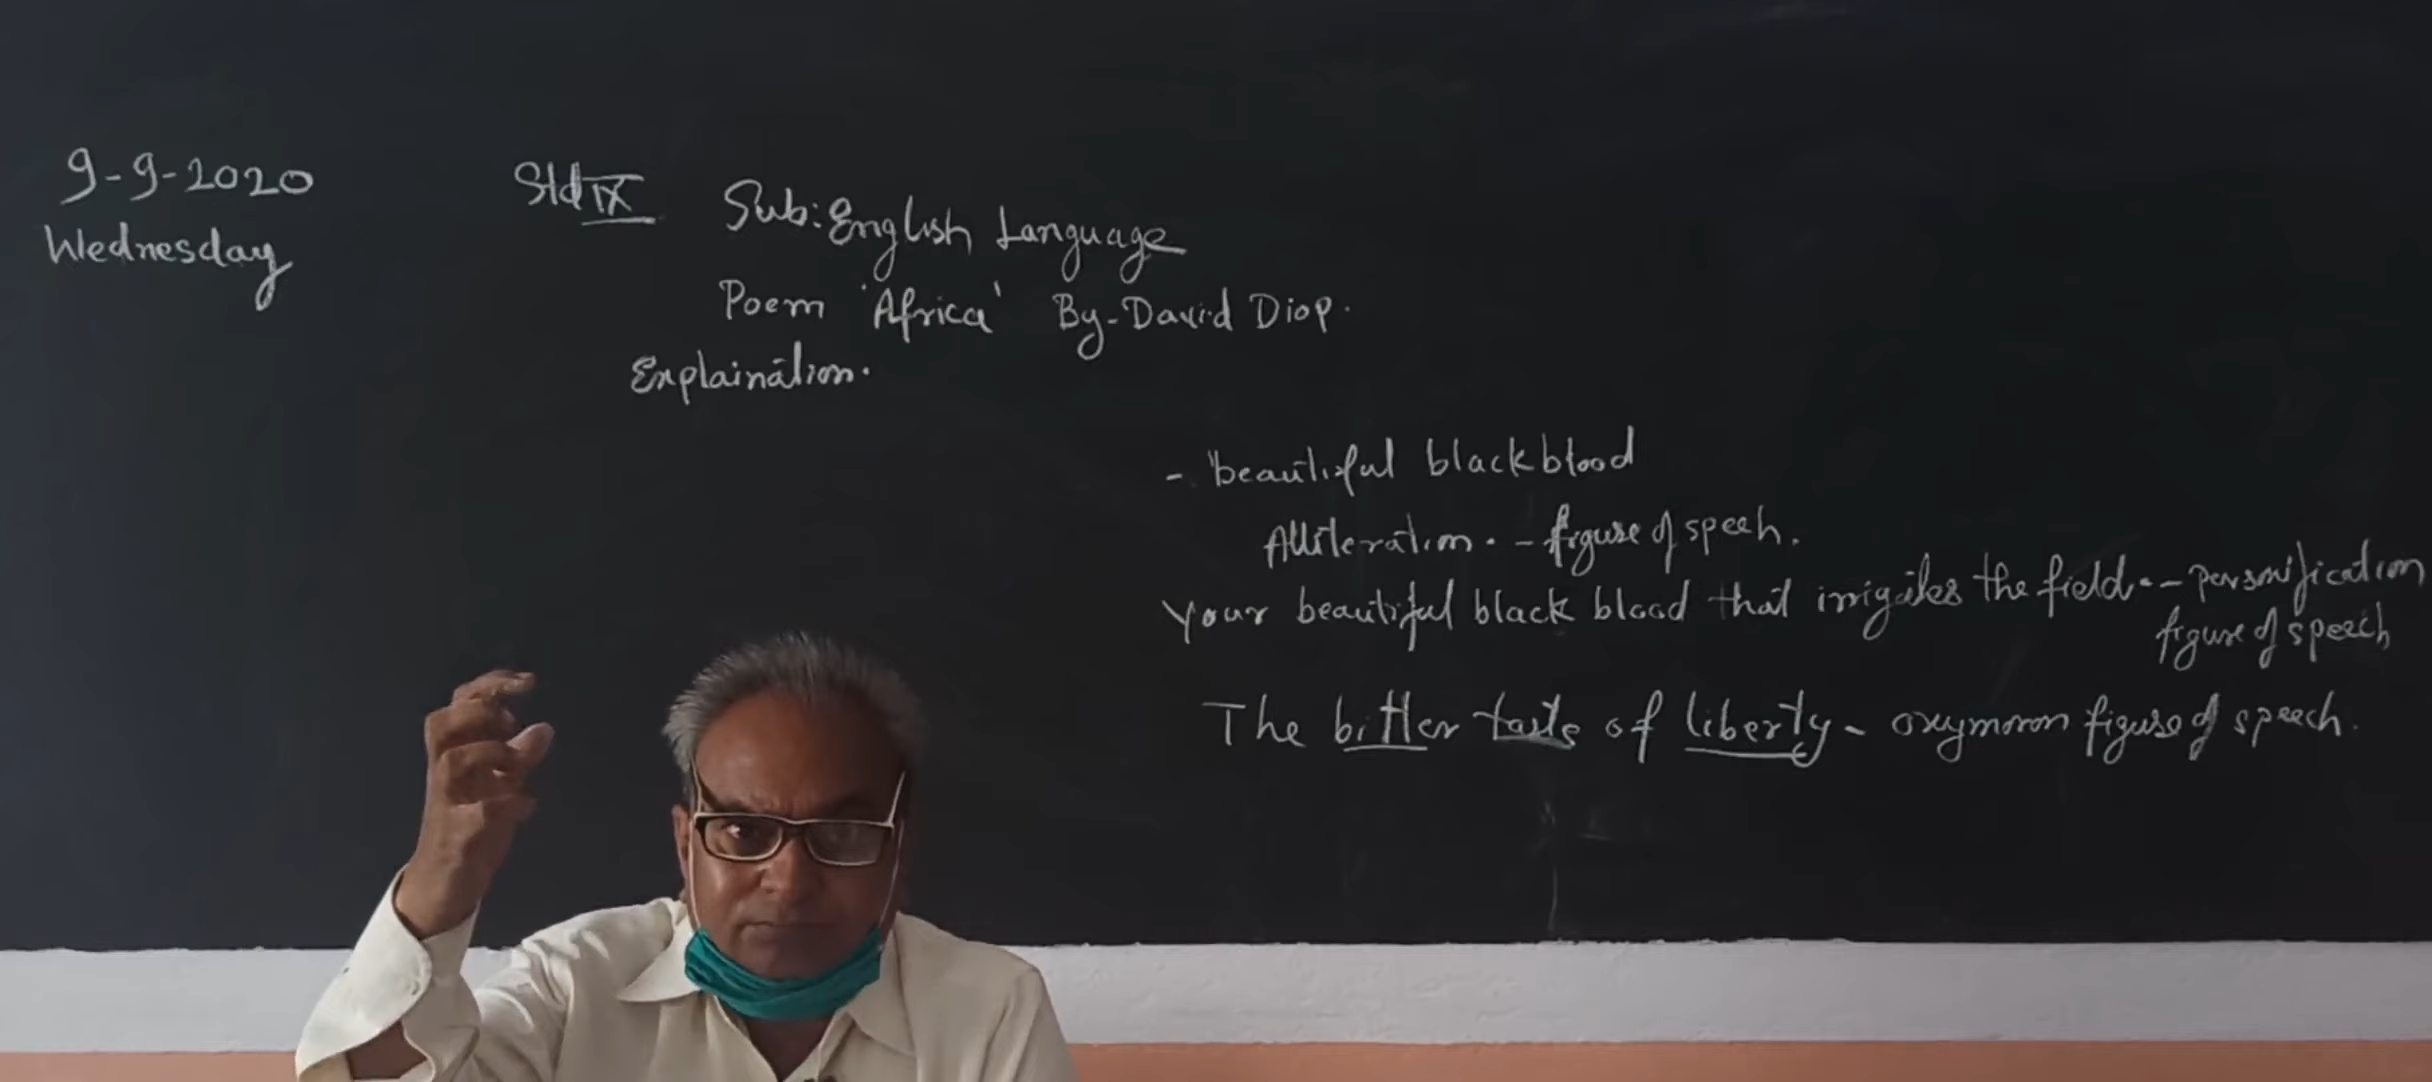 9-9-2020
Wednesday
Std IX Sub: English Language
Poem 'Africa' By-David Diop.
Explaination.
- beautiful black blood
Alliteration. - figure of speeh.
Your beautiful black blood that irrigates the field. - personification
figure of speech
The bitter taste of liberty - oxymoron figure of speech.